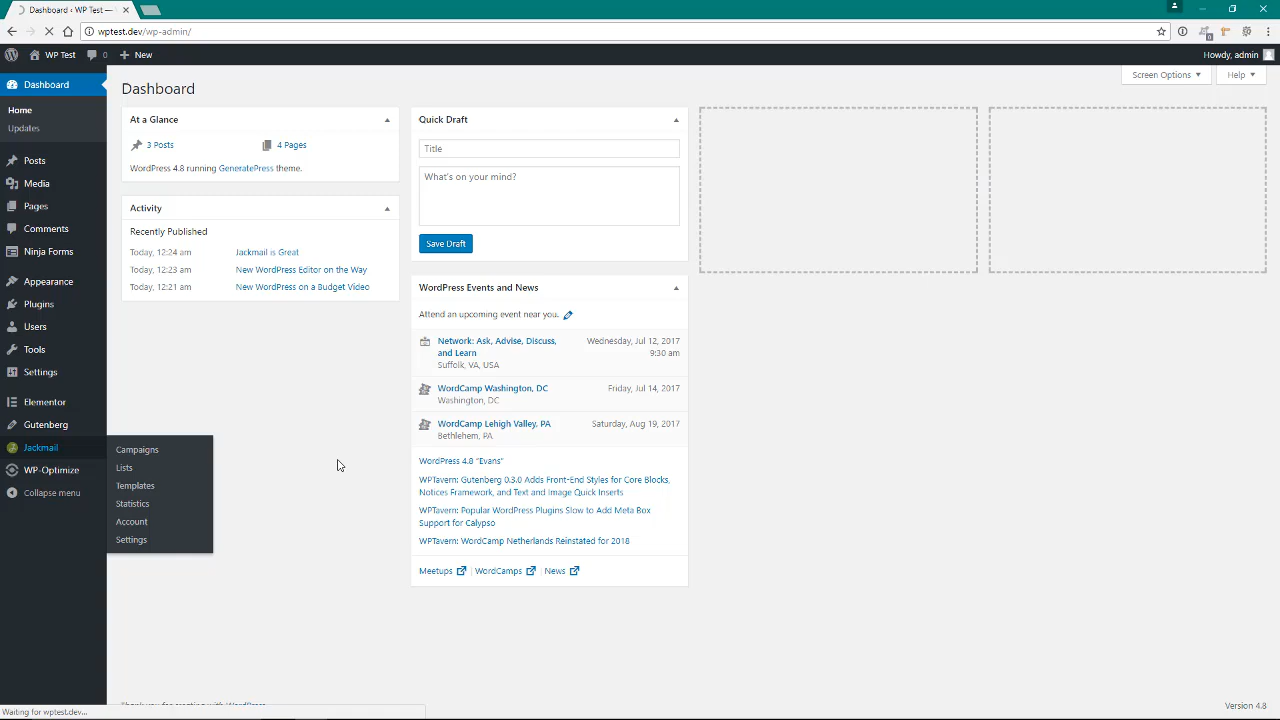 Dashboard ‹ WP Test —
wptest.dev/wp-admin/
WP Test
0
New
Howdy, admin
Dashboard
Home
Updates
Posts
Media
Pages
Comments
Ninja Forms
Appearance
Plugins
Users
Tools
Settings
Elementor
Gutenberg
Jackmail
WP-Optimize
Collapse menu
Campaigns
Lists
Templates
Statistics
Account
Settings
Screen Options
Help
Dashboard
At a Glance
3 Posts
4 Pages
WordPress 4.8 running GeneratePress theme.
Activity
Recently Published
Today, 12:24 am Jackmail is Great
Today, 12:23 am New WordPress Editor on the Way
Today, 12:21 am New WordPress on a Budget Video
Quick Draft
Title
What's on your mind?
Save Draft
WordPress Events and News
Attend an upcoming event near you.
Network: Ask, Advise, Discuss,
and Learn
Suffolk, VA, USA
Wednesday, Jul 12, 2017
9:30 am
WordCamp Washington, DC
Washington, DC
Friday, Jul 14, 2017
WordCamp Lehigh Valley, PA
Bethlehem, PA
Saturday, Aug 19, 2017
WordPress 4.8 “Evans”
WPTavern: Gutenberg 0.3.0 Adds Front-End Styles for Core Blocks,
Notices Framework, and Text and Image Quick Inserts
WPTavern: Popular WordPress Plugins Slow to Add Meta Box
Support for Calypso
WPTavern: WordCamp Netherlands Reinstated for 2018
Meetups | WordCamps | News
Thank you for creating with WordPress.
Version 4.8
Waiting for wptest.dev...